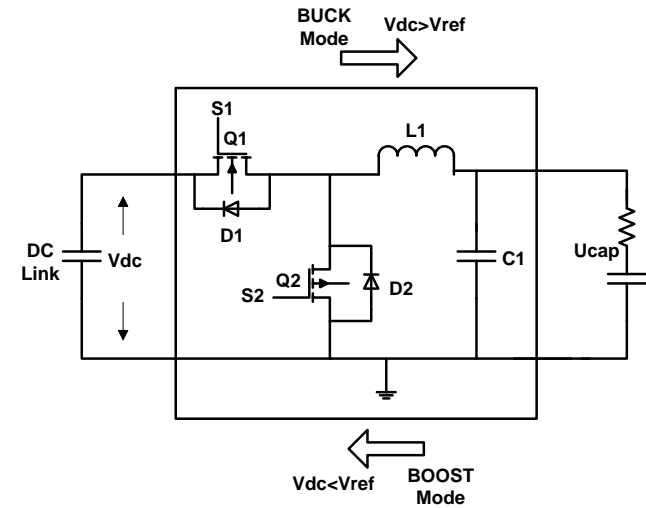 BUCK
Mode
Vdc>Vref
S1
Q1
L1
D1
DC
Link
Vdc
Q2
S2
D2
C1
Ucap
Vdc<Vref
BOOST
Mode